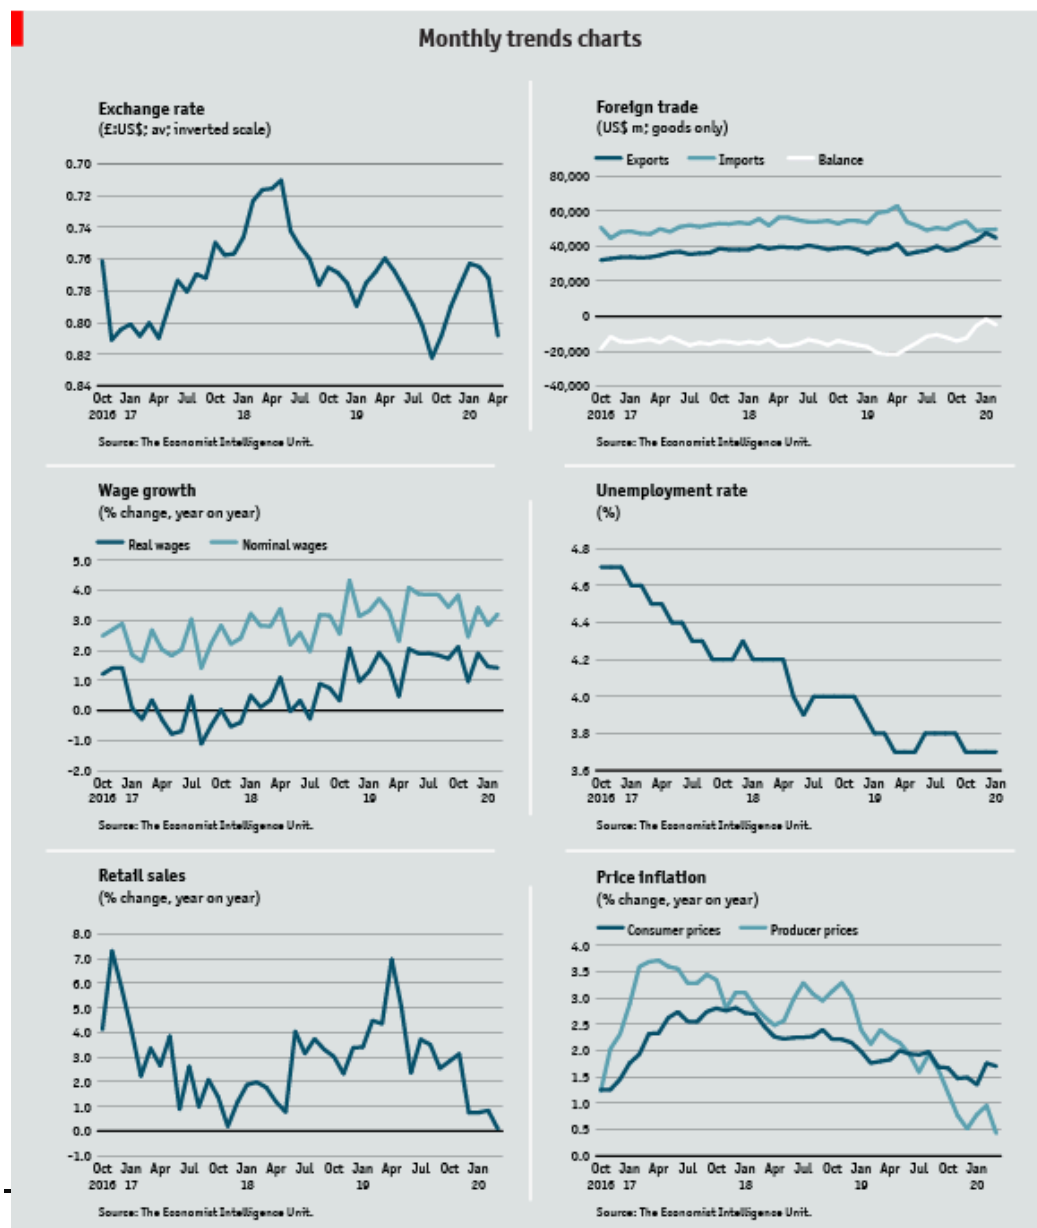 Monthly trends charts
Exchange rate
(£:US$; av; inverted scale)
0.70
0.72
0.74
0.76
0.78
0.80
0.82
0.84
Oct Jan Apr Jul Oct Jan Apr Jul Oct Jan Apr Jul Oct Jan Apr
2016 17 18 19 20
Source: The Economist Intelligence Unit.
Foreign trade
(US$ m; goods only)
Exports Imports Balance
80,000
60,000
40,000
20,000
0
-20,000
-40,000
Oct Jan Apr Jul Oct Jan Apr Jul Oct Jan Apr Jul Oct Jan
2016 17 18 19 20
Source: The Economist Intelligence Unit.
Wage growth
(% change, year on year)
Real wages Nominal wages
5.0
4.0
3.0
2.0
1.0
0.0
-1.0
-2.0
Oct Jan Apr Jul Oct Jan Apr Jul Oct Jan Apr Jul Oct Jan
2016 17 18 19 20
Source: The Economist Intelligence Unit.
Unemployment rate
(%)
4.8
4.6
4.4
4.2
4.0
3.8
3.6
Oct Jan Apr Jul Oct Jan Apr Jul Oct Jan Apr Jul Oct Jan
2016 17 18 19 20
Source: The Economist Intelligence Unit.
Retail sales
(% change, year on year)
8.0
7.0
6.0
5.0
4.0
3.0
2.0
1.0
0.0
-1.0
Oct Jan Apr Jul Oct Jan Apr Jul Oct Jan Apr Jul Oct Jan
2016 17 18 19 20
Source: The Economist Intelligence Unit.
Price inflation
(% change, year on year)
Consumer prices Producer prices
4.0
3.5
3.0
2.5
2.0
1.5
1.0
0.5
0.0
Oct Jan Apr Jul Oct Jan Apr Jul Oct Jan Apr Jul Oct Jan
2016 17 18 19 20
Source: The Economist Intelligence Unit.